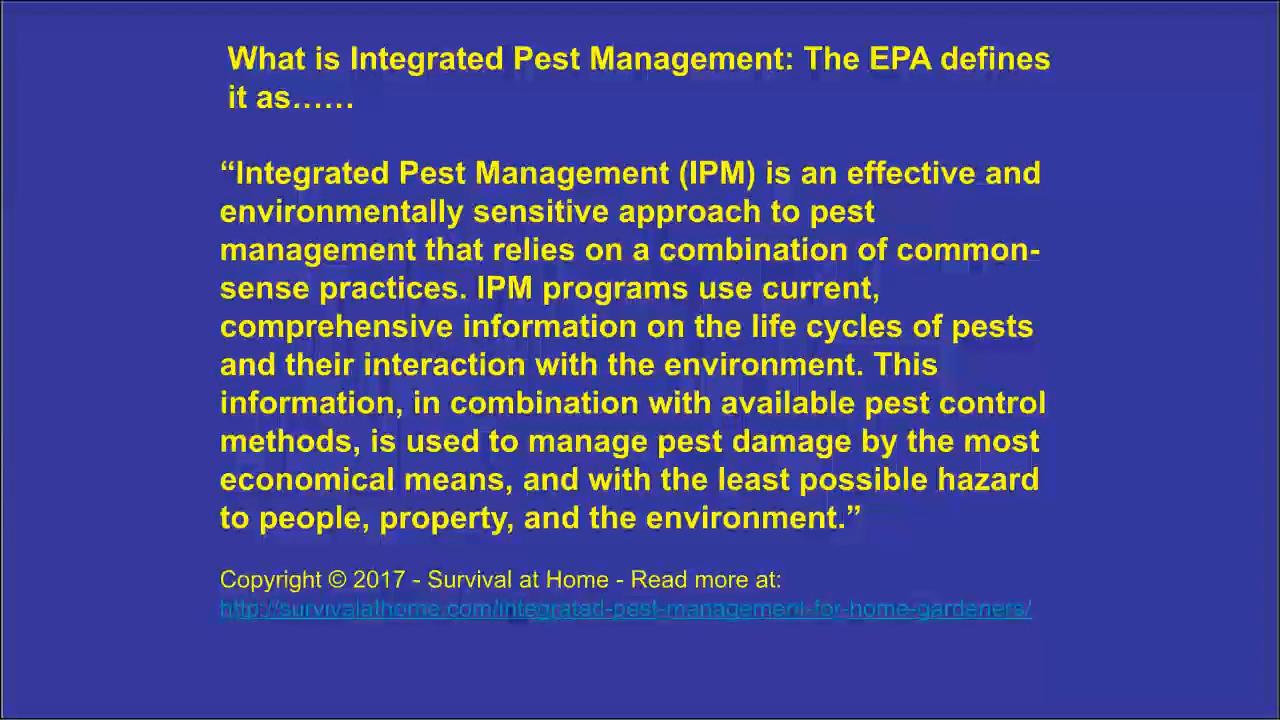 What is Integrated Pest Management: The EPA defines
it as……
“Integrated Pest Management (IPM) is an effective and
environmentally sensitive approach to pest
management that relies on a combination of common-
sense practices. IPM programs use current,
comprehensive information on the life cycles of pests
and their interaction with the environment. This
information, in combination with available pest control
methods, is used to manage pest damage by the most
economical means, and with the least possible hazard
to people, property, and the environment.”
Copyright © 2017 - Survival at Home - Read more at:
http://survivalathome.com/integrated-pest-management-for-home-gardeners/